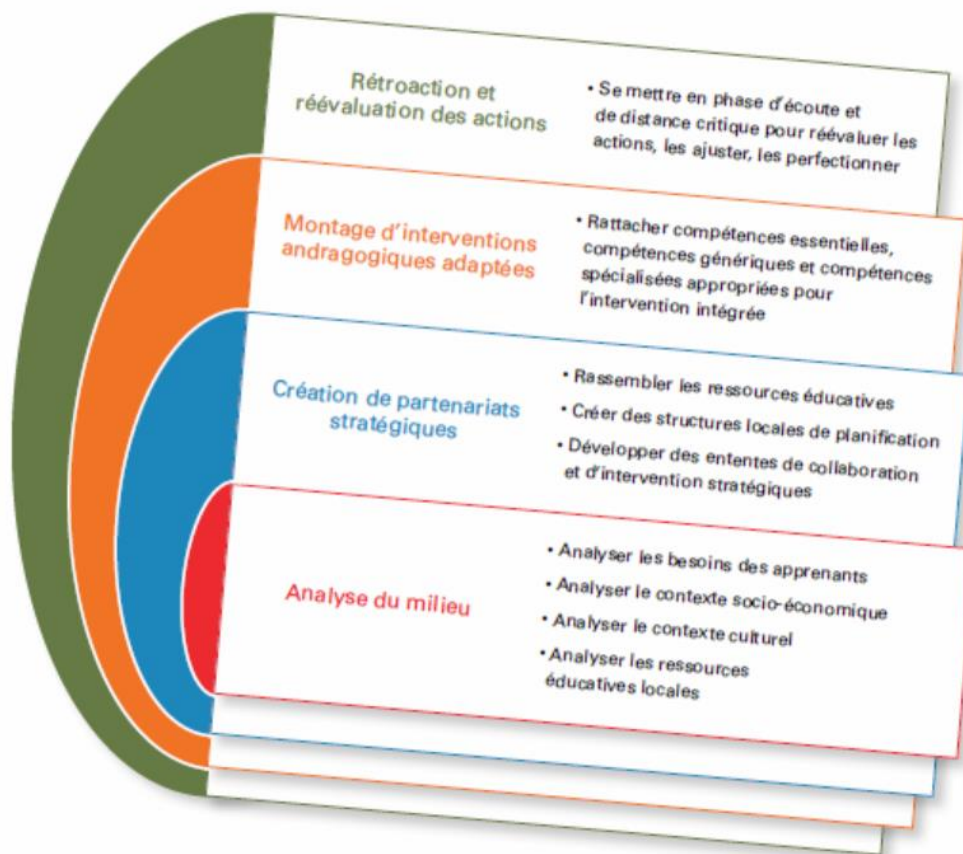 Rétroaction et
réévaluation des actions
• Se mettre en phase d'écoute et
de distance critique pour réévaluer les
actions, les ajuster, les perfectionner
Montage d'interventions
andragogiques adaptées
• Rattacher compétences essentielles,
compétences génériques et compétences
spécialisées appropriées pour
l'intervention intégrée
Création de partenariats
stratégiques
• Rassembler les ressources éducatives
• Créer des structures locales de planification
• Développer des ententes de collaboration
et d'intervention stratégiques
Analyse du milieu
• Analyser les besoins des apprenants
• Analyser le contexte socio-économique
• Analyser le contexte culturel
• Analyser les ressources
éducatives locales